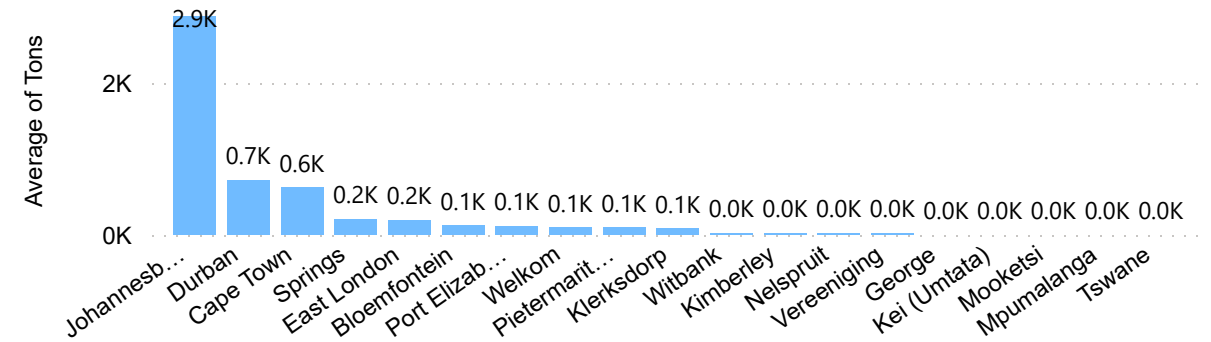 Average of Tons
2K
0K
2.9K
0.7K
0.6K
0.2K
0.2K
0.1K
0.1K
0.1K
0.1K
0.1K
0.0K
0.0K
0.0K
0.0K
0.0K
0.0K
0.0K
0.0K
0.0K
Johannesb...
Durban
Cape Town
Springs
East London
Bloemfontein
Port Elizab...
Welkom
Pietermarit...
Klerksdorp
Witbank
Kimberley
Nelspruit
Vereeniging
George
Kei (Umtata)
Mooketsi
Mpumalanga
Tswane